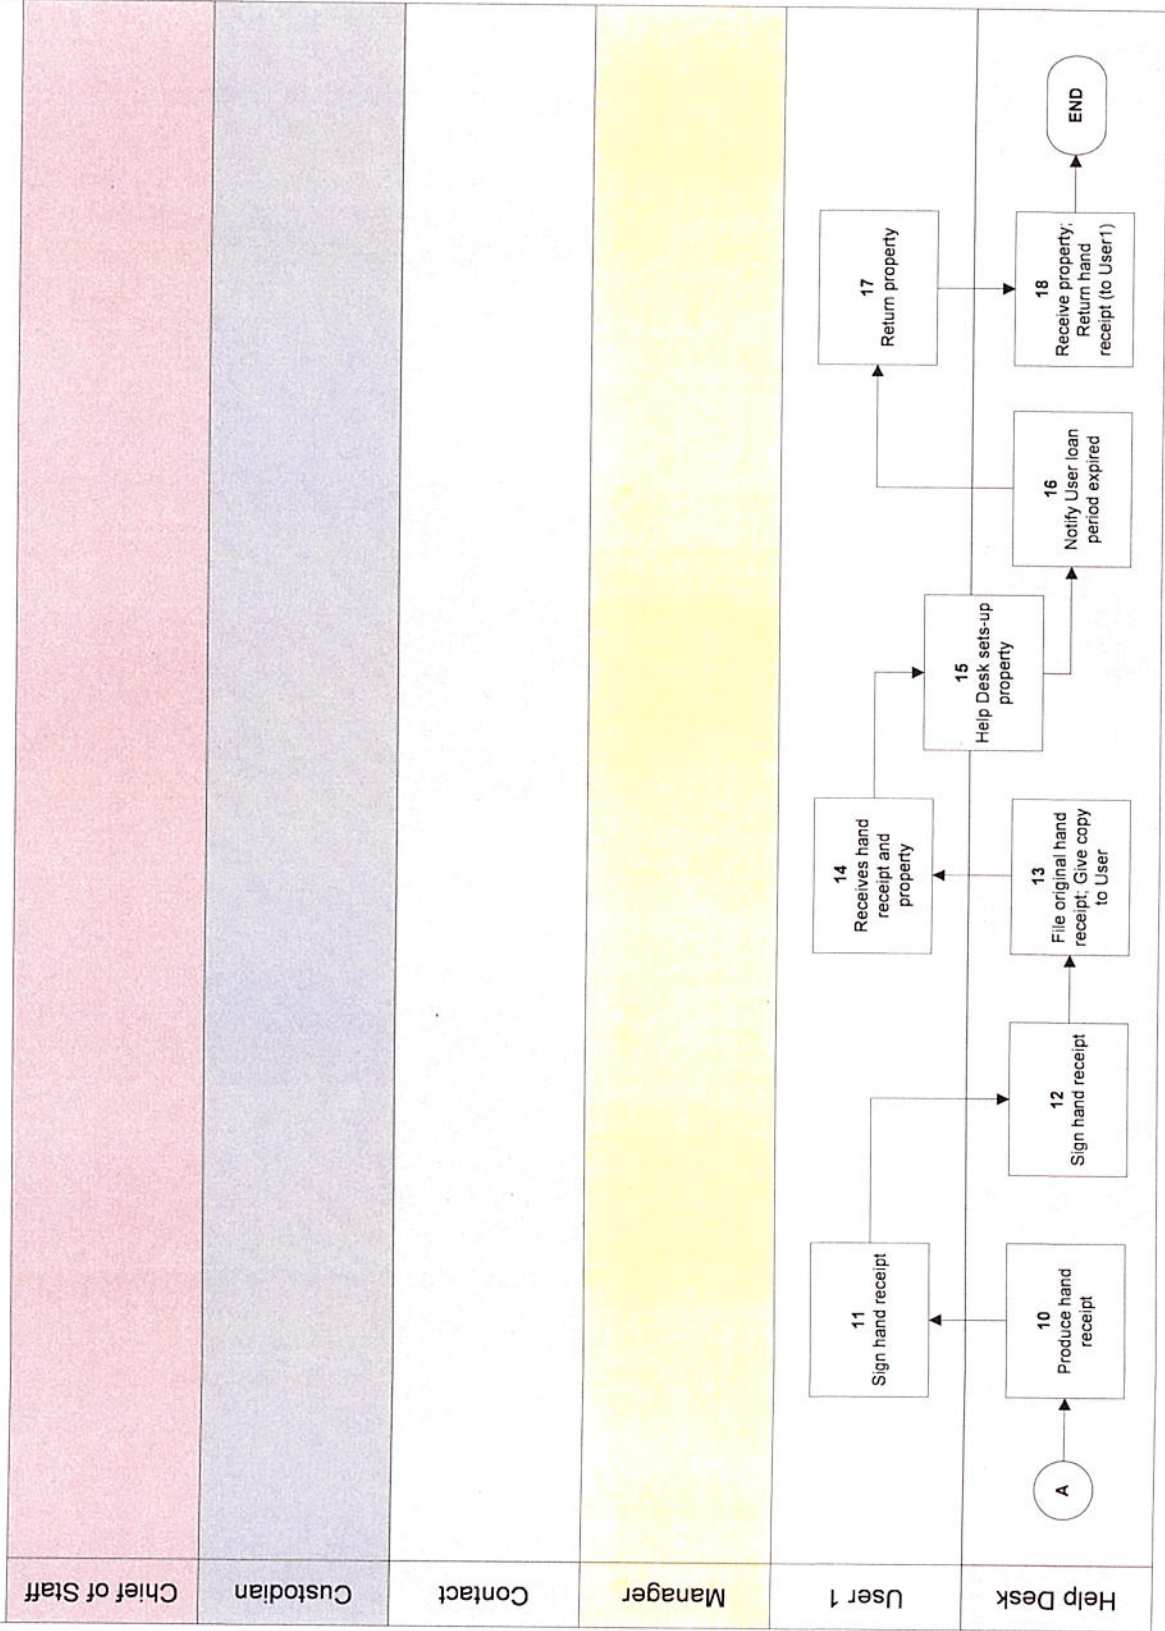 Chief of Staff
Custodian
Contact
Manager
User 1
Help Desk
A
10
Produce hand
receipt
11
Sign hand receipt
12
Sign hand receipt
13
File original hand
receipt; Give copy
to User
14
Receives hand
receipt and
property
15
Help Desk sets-up
property
16
Notify User loan
period expired
17
Return property
18
Receive property;
Return hand
receipt (to User1)
END